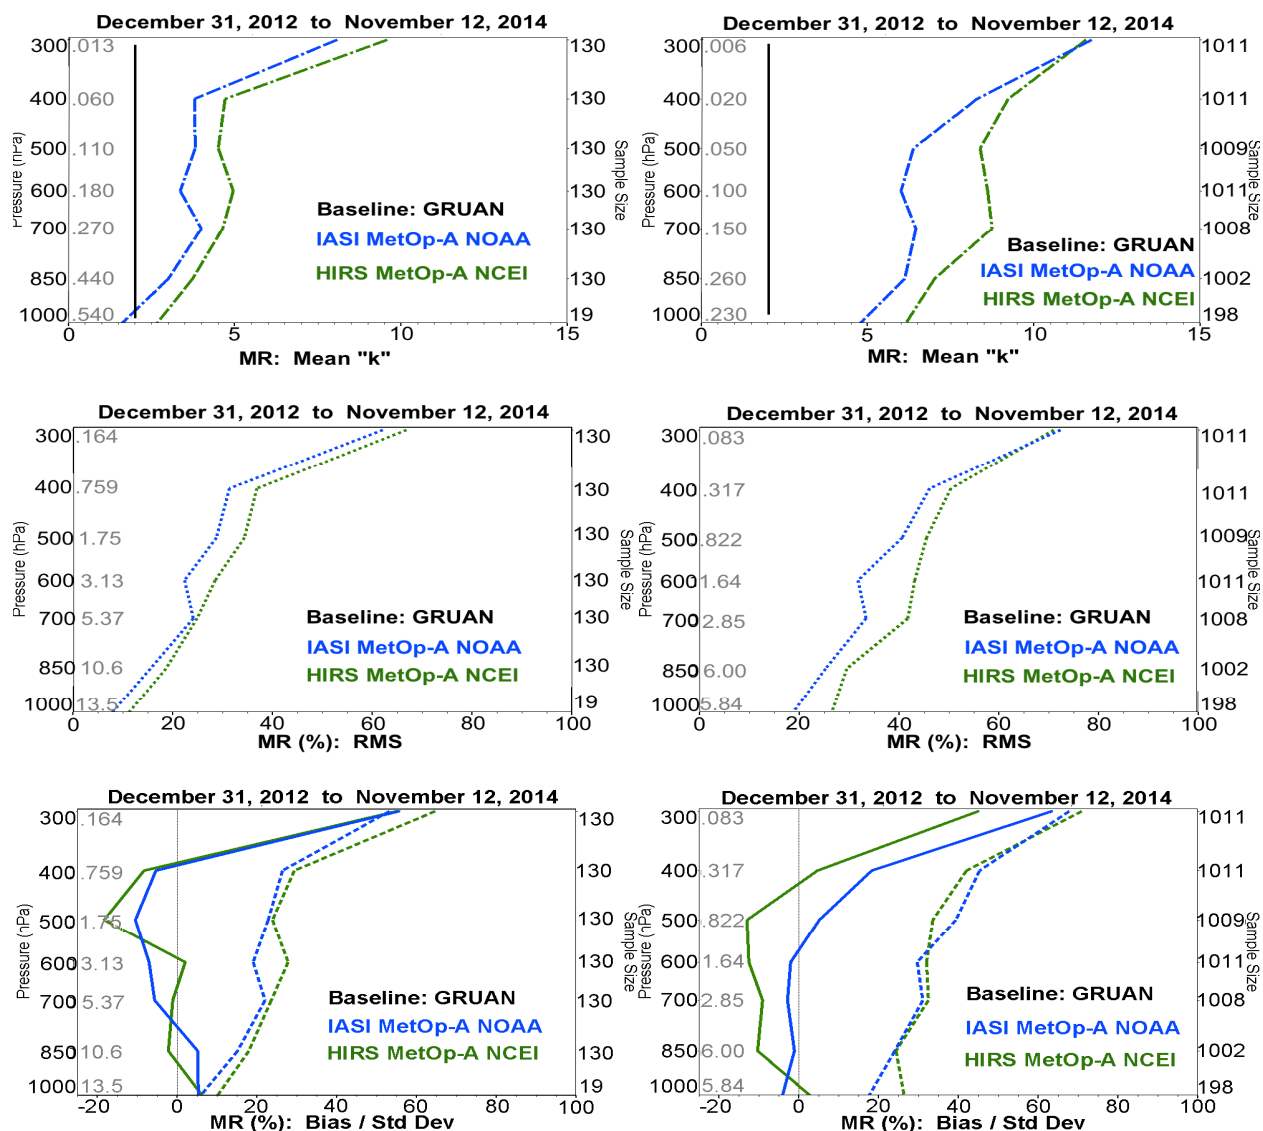 December 31, 2012 to November 12, 2014
300 .013 130
400 .060 130
500 .110 130
600 .180 130
700 .270 130
850 .440 130
1000 .540 19
0 5 10 15
Pressure (hPa)
Sample Size
Baseline: GRUAN
IASI MetOp-A NOAA
HIRS MetOp-A NCEI
MR: Mean "k"
December 31, 2012 to November 12, 2014
300 .006 1011
400 .020 1011
500 .050 1009
600 .100 1011
700 .150 1008
850 .260 1002
1000 .230 198
0 5 10 15
Pressure (hPa)
Sample Size
Baseline: GRUAN
IASI MetOp-A NOAA
HIRS MetOp-A NCEI
MR: Mean "k"
December 31, 2012 to November 12, 2014
300 .164 130
400 .759 130
500 1.75 130
600 3.13 130
700 5.37 130
850 10.6 130
1000 13.5 19
0 20 40 60 80 100
Pressure (hPa)
Sample Size
Baseline: GRUAN
IASI MetOp-A NOAA
HIRS MetOp-A NCEI
MR (%): RMS
December 31, 2012 to November 12, 2014
300 .083 1011
400 .317 1011
500 .822 1009
600 1.64 1011
700 2.85 1008
850 6.00 1002
1000 5.84 198
0 20 40 60 80 100
Pressure (hPa)
Sample Size
Baseline: GRUAN
IASI MetOp-A NOAA
HIRS MetOp-A NCEI
MR (%): RMS
December 31, 2012 to November 12, 2014
300 .164 130
400 .759 130
500 1.75 130
600 3.13 130
700 5.37 130
850 10.6 130
1000 13.5 19
-20 0 20 40 60 80 100
Pressure (hPa)
Sample Size
Baseline: GRUAN
IASI MetOp-A NOAA
HIRS MetOp-A NCEI
MR (%): Bias / Std Dev
December 31, 2012 to November 12, 2014
300 .083 1011
400 .317 1011
500 .822 1009
600 1.64 1011
700 2.85 1008
850 6.00 1002
1000 5.84 198
-20 0 20 40 60 80 100
Pressure (hPa)
Sample Size
Baseline: GRUAN
IASI MetOp-A NOAA
HIRS MetOp-A NCEI
MR (%): Bias / Std Dev